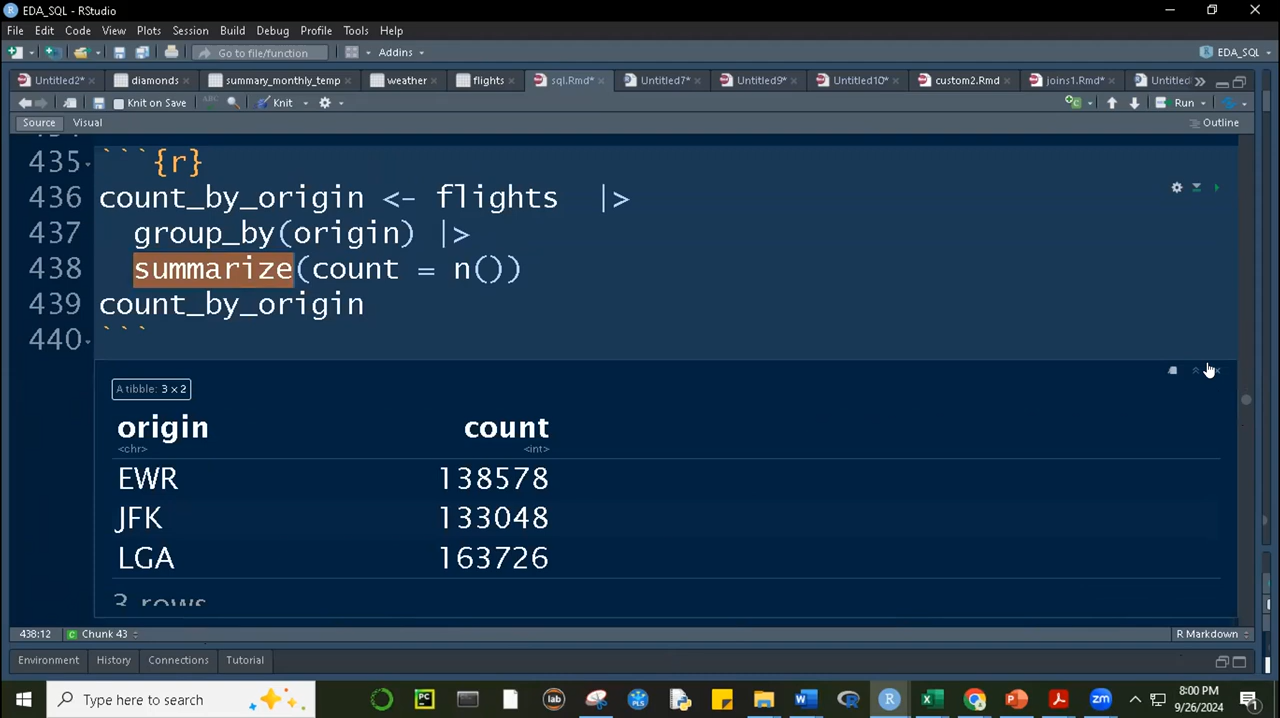 EDA_SQL - RStudio
File Edit Code View Plots Session Build Debug Profile Tools Help
Go to file/function Addins EDA_SQL
Untitled2* diamonds summary_monthly_temp weather flights sql.Rmd* Untitled7* Untitled9* Untitled10* custom2.Rmd joins1.Rmd* Untitled
Knit on Save Knit Run
Source Visual Outline
435 ```{r}
436 count_by_origin <- flights |>
437 group_by(origin) |>
438 summarize(count = n())
439 count_by_origin
440 ```
A tibble: 3 x 2
origin count
<chr> <int>
EWR 138578
JFK 133048
LGA 163726
3 rows
438:12 Chunk 43 R Markdown
Environment History Connections Tutorial
Type here to search 8:00 PM
9/26/2024